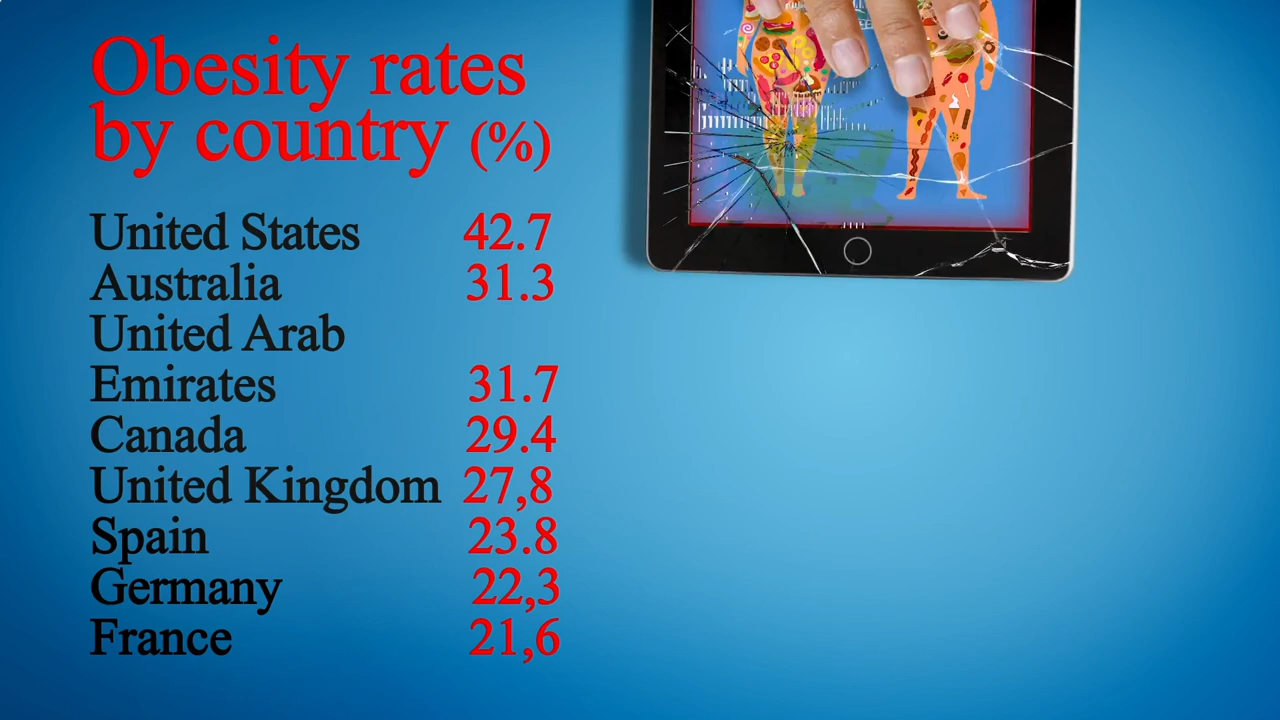 Obesity rates
by country (%)
United States 42.7
Australia 31.3
United Arab
Emirates 31.7
Canada 29.4
United Kingdom 27,8
Spain 23.8
Germany 22,3
France 21,6